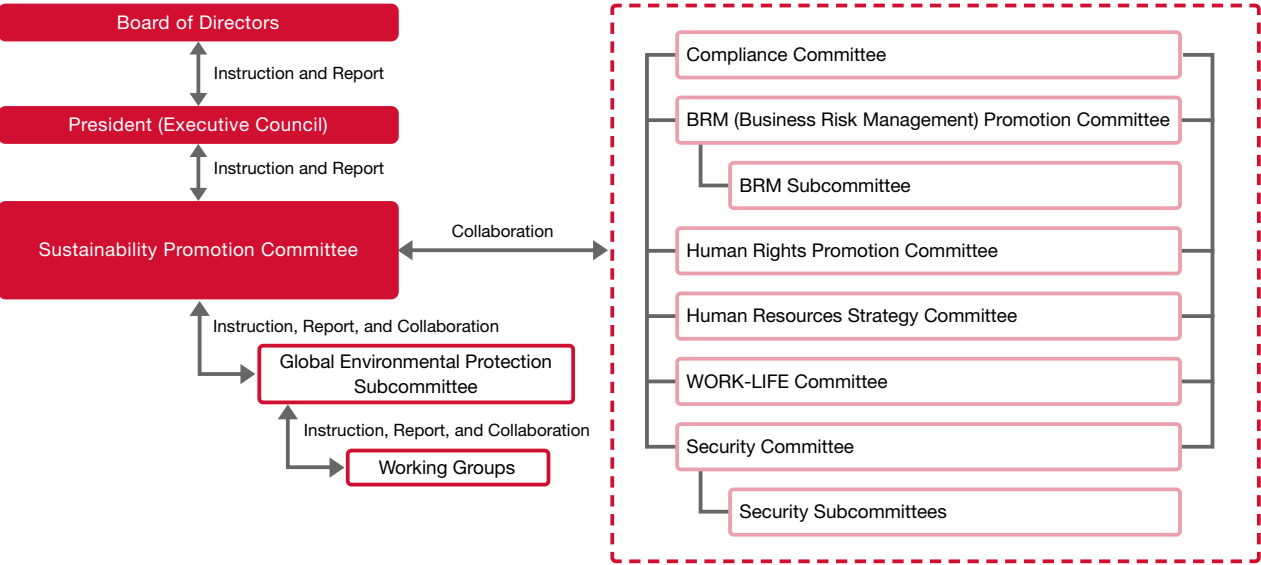 Board of Directors
Instruction and Report
President (Executive Council)
Instruction and Report
Sustainability Promotion Committee
Collaboration
Instruction, Report, and Collaboration
Global Environmental Protection
Subcommittee
Instruction, Report, and Collaboration
Working Groups
Compliance Committee
BRM (Business Risk Management) Promotion Committee
BRM Subcommittee
Human Rights Promotion Committee
Human Resources Strategy Committee
WORK-LIFE Committee
Security Committee
Security Subcommittees